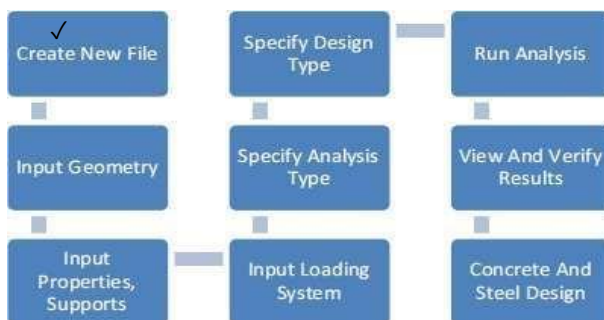 ✓
Create New File
Input Geometry
Input
Properties,
Supports
Input Loading
System
Specify Analysis
Type
Specify Design
Type
Run Analysis
View And Verify
Results
Concrete And
Steel Design